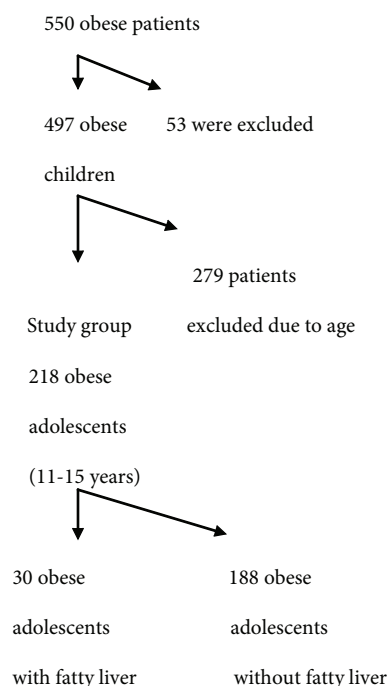 550 obese patients
497 obese
children
53 were excluded
279 patients
excluded due to age
Study group
218 obese
adolescents
(11-15 years)
30 obese
adolescents
with fatty liver
188 obese
adolescents
without fatty liver